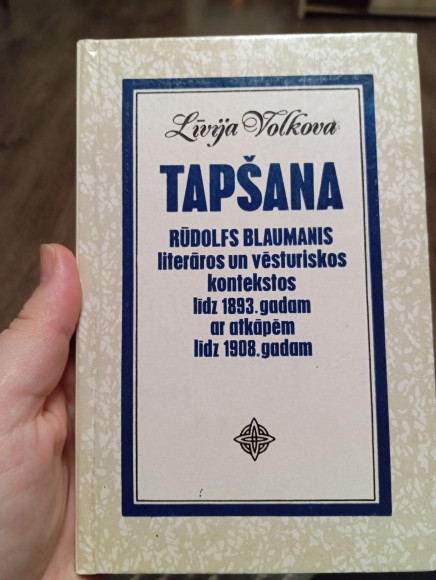 Līvija Volkova
TAPŠANA
RŪDOLFS BLAUMANIS
literāros un vēsturiskos
kontekstos
līdz 1893. gadam
ar atkāpēm
līdz 1908. gadam